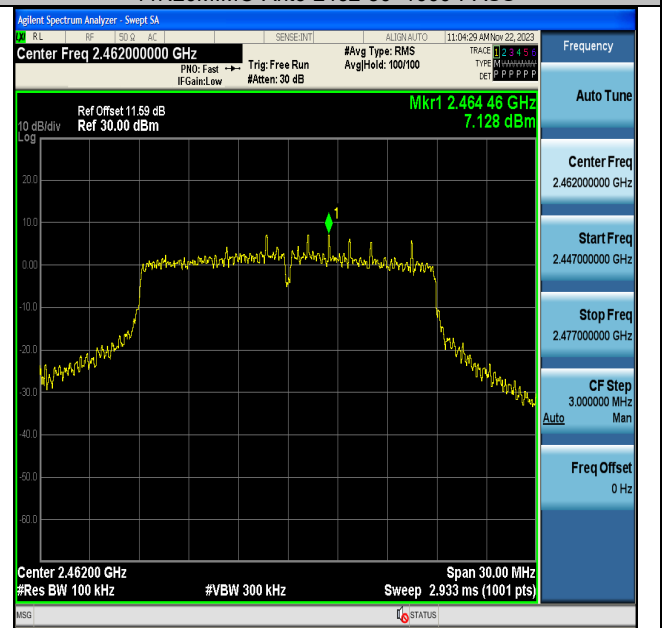 Agilent Spectrum Analyzer - Swept SA
LXI RL RF 50 Ω AC SENSE:INT ALIGN AUTO 11:04:29 AM Nov 22, 2023
Center Freq 2.462000000 GHz
PNO: Fast
IFGain:Low
Trig: Free Run
#Atten: 30 dB
#Avg Type: RMS
Avg|Hold: 100/100
TRACE 1 2 3 4 5 6
TYPE M
DET P P P P P P
Frequency
Ref Offset 11.59 dB
10 dB/div Ref 30.00 dBm
Log
Mkr1 2.464 46 GHz
7.128 dBm
20.0
10.0
0.00
-10.0
-20.0
-30.0
-40.0
-50.0
-60.0
1
Center 2.46200 GHz
Span 30.00 MHz
#Res BW 100 kHz
#VBW 300 kHz
Sweep 2.933 ms (1001 pts)
MSG
STATUS
Auto Tune
Center Freq
2.462000000 GHz
Start Freq
2.447000000 GHz
Stop Freq
2.477000000 GHz
CF Step
3.000000 MHz
Auto Man
Freq Offset
0 Hz